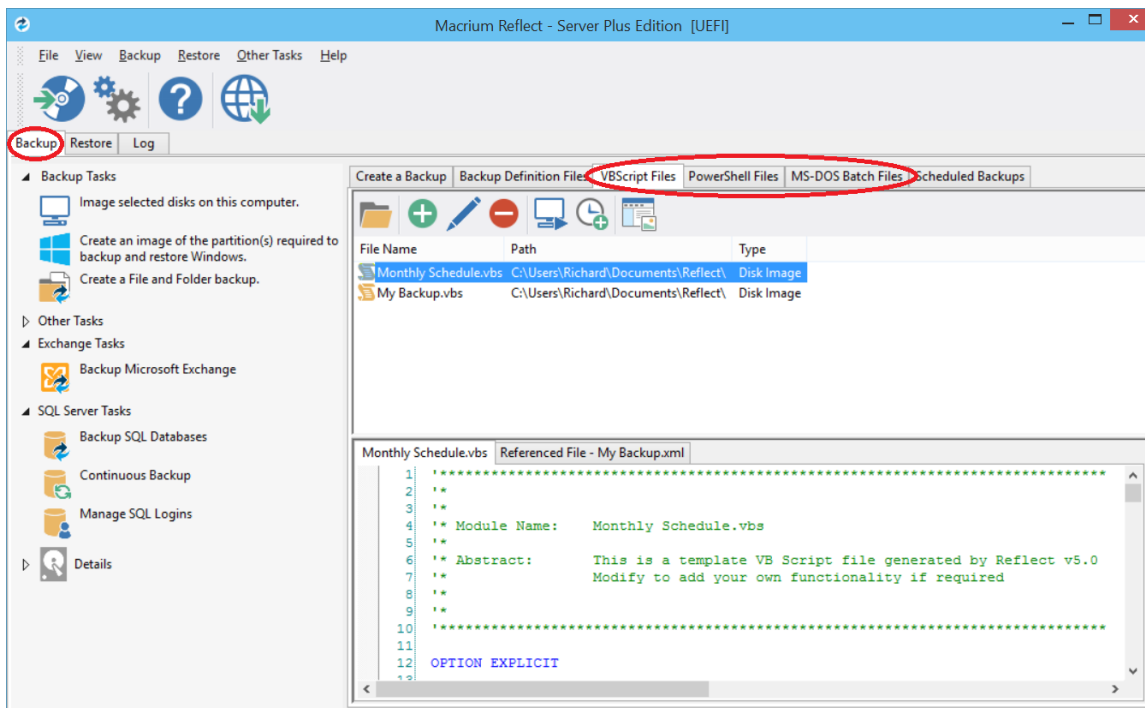 Macrium Reflect - Server Plus Edition [UEFI]
File View Backup Restore Other Tasks Help
Backup Restore Log
Backup Tasks
Image selected disks on this computer.
Create an image of the partition(s) required to
backup and restore Windows.
Create a File and Folder backup.
Other Tasks
Exchange Tasks
Backup Microsoft Exchange
SQL Server Tasks
Backup SQL Databases
Continuous Backup
Manage SQL Logins
Details
Create a Backup Backup Definition Files VBScript Files PowerShell Files MS-DOS Batch Files Scheduled Backups
File Name Path Type
Monthly Schedule.vbs C:\Users\Richard\Documents\Reflect\ Disk Image
My Backup.vbs C:\Users\Richard\Documents\Reflect\ Disk Image
Monthly Schedule.vbs Referenced File - My Backup.xml
1 '******************************************************************************
2 '*
3 '*
4 '* Module Name: Monthly Schedule.vbs
5 '*
6 '* Abstract: This is a template VB Script file generated by Reflect v5.0
7 '* Modify to add your own functionality if required
8 '*
9 '*
10 '******************************************************************************
11
12 OPTION EXPLICIT
13